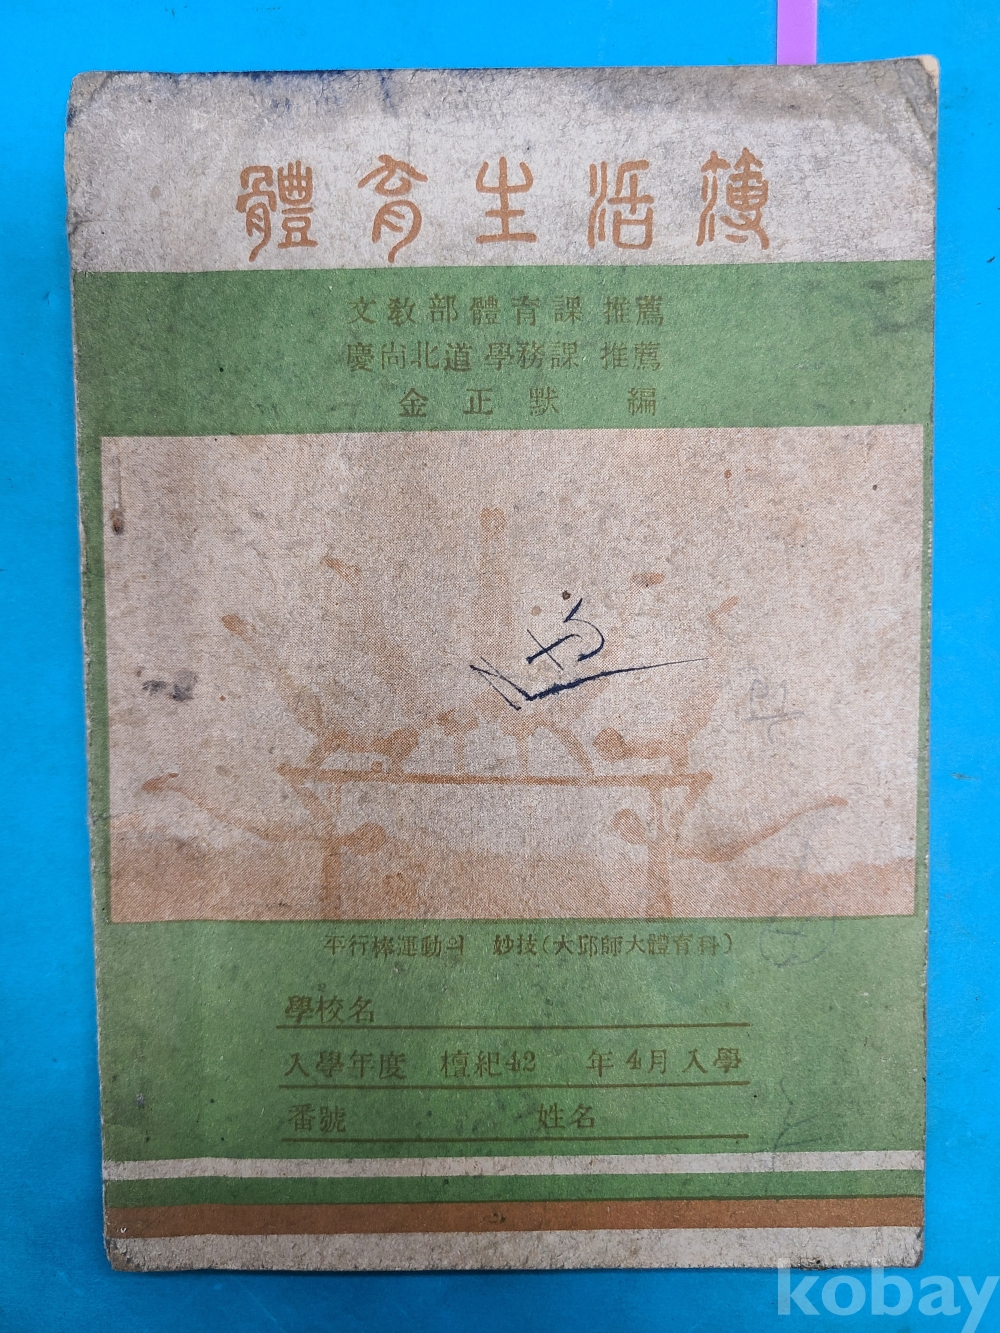 體育生活簿
文敎部體育課 推薦
慶尙北道 學務課 推薦
金正默 編
平行棒運動의 妙技(大邱師大體育科)
學校名
入學年度 檀紀42 年4月入學
番號 姓名
kobay